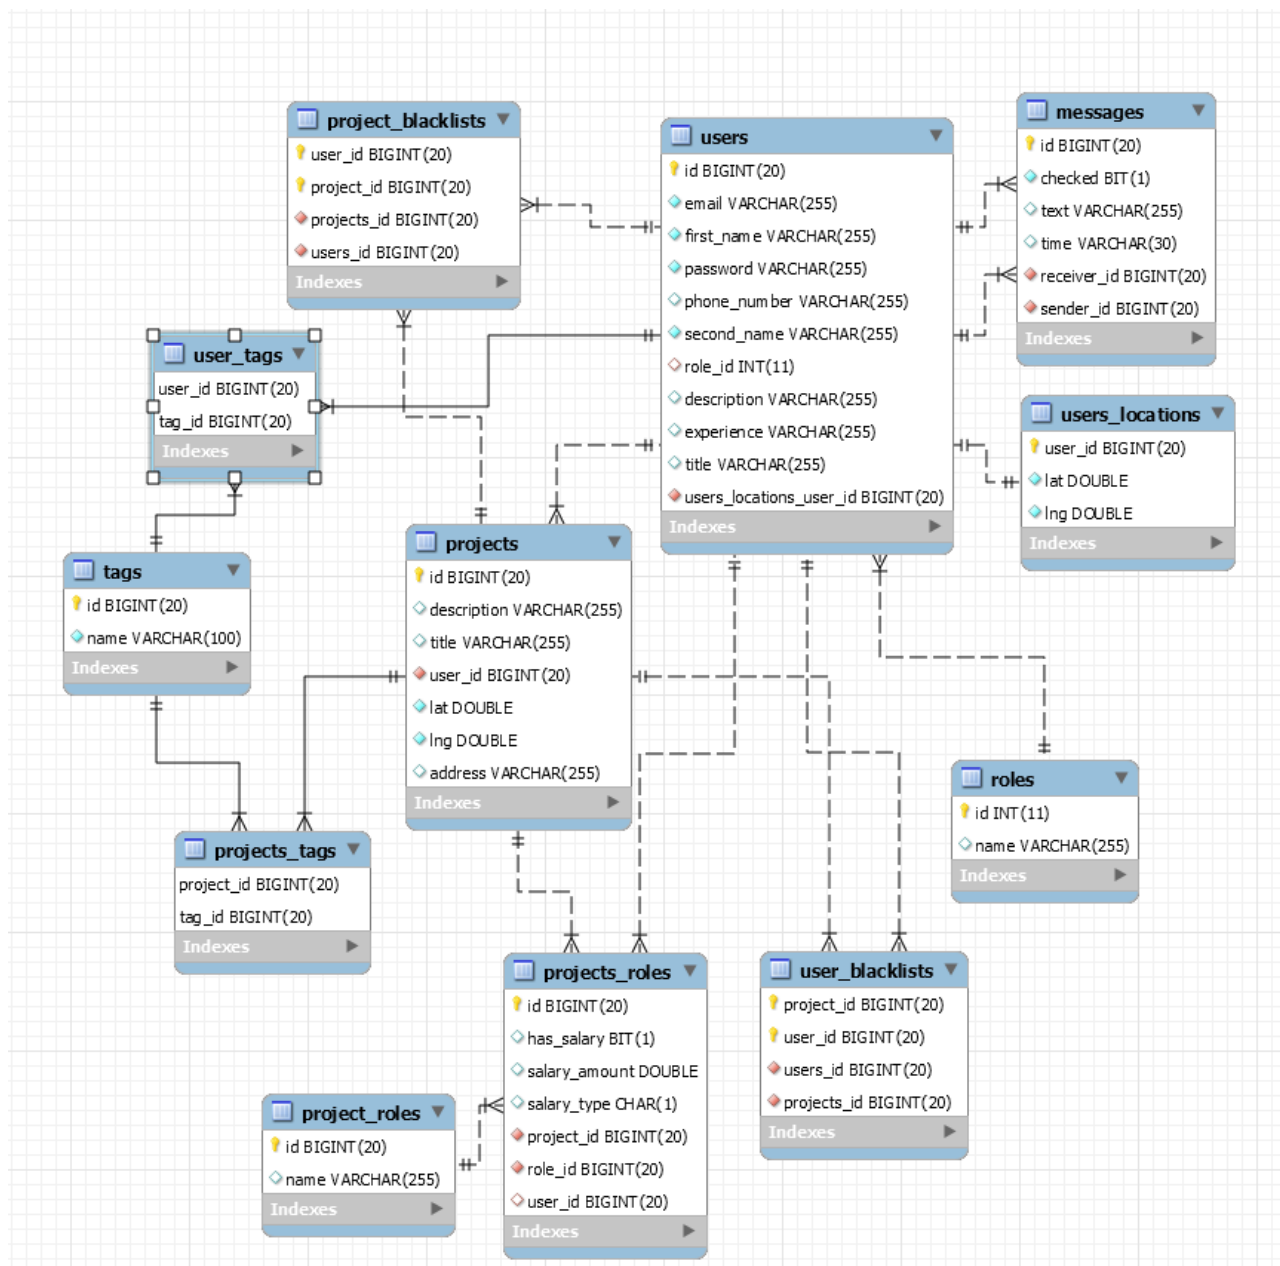 project_blacklists
user_id BIGINT(20)
project_id BIGINT(20)
projects_id BIGINT(20)
users_id BIGINT(20)
Indexes
users
id BIGINT(20)
email VARCHAR(255)
first_name VARCHAR(255)
password VARCHAR(255)
phone_number VARCHAR(255)
second_name VARCHAR(255)
role_id INT(11)
description VARCHAR(255)
experience VARCHAR(255)
title VARCHAR(255)
users_locations_user_id BIGINT(20)
Indexes
messages
id BIGINT(20)
checked BIT(1)
text VARCHAR(255)
time VARCHAR(30)
receiver_id BIGINT(20)
sender_id BIGINT(20)
Indexes
user_tags
user_id BIGINT(20)
tag_id BIGINT(20)
Indexes
users_locations
user_id BIGINT(20)
lat DOUBLE
lng DOUBLE
Indexes
tags
id BIGINT(20)
name VARCHAR(100)
Indexes
projects
id BIGINT(20)
description VARCHAR(255)
title VARCHAR(255)
user_id BIGINT(20)
lat DOUBLE
lng DOUBLE
address VARCHAR(255)
Indexes
roles
id INT(11)
name VARCHAR(255)
Indexes
projects_tags
project_id BIGINT(20)
tag_id BIGINT(20)
Indexes
projects_roles
id BIGINT(20)
has_salary BIT(1)
salary_amount DOUBLE
salary_type CHAR(1)
project_id BIGINT(20)
role_id BIGINT(20)
user_id BIGINT(20)
Indexes
user_blacklists
project_id BIGINT(20)
user_id BIGINT(20)
users_id BIGINT(20)
projects_id BIGINT(20)
Indexes
project_roles
id BIGINT(20)
name VARCHAR(255)
Indexes